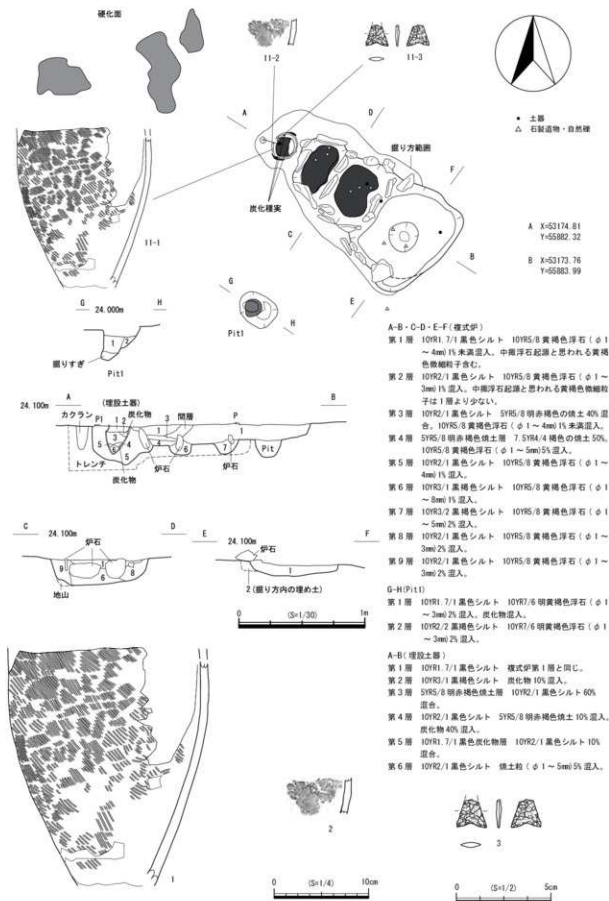 硬化面
11-2
11-3
● 土器
△ 石製造物・自然礫
A
D
掘り方範囲
F
炭化種実
11-1
C
B
E
A X=53174.81
Y=55882.32
B X=53173.76
Y=55883.99
G 24.000m H
1 2
掘りすぎ
Pit1
G
H
Pit1
A
24.100m
(埋設土器)
B
カクラン P1 1 2 炭化物 3 間層 P
トレンチ
炭化物
炉石
炉石
Pit
C D
24.100m
炉石
9 6 8
地山
E F
24.100m
炉石
1
2(掘り方内の埋め土)
0 (S=1/30) 1m
A-B・C-D・E-F(複式炉)
第1層 10YR1.7/1黒色シルト 10YR5/8黄褐色浮石(φ1
~4mm)1%未満混入。中掫浮石起源と思われる黄褐
色微細粒子含む。
第2層 10YR2/1黒色シルト 10YR5/8黄褐色浮石(φ1~
3mm)1%混入。中掫浮石起源と思われる黄褐色微細粒
子は1層より少ない。
第3層 10YR2/1黒色シルト 5YR5/8明赤褐色の焼土40%混
合。10YR5/8黄褐色浮石(φ1~4mm)1%未満混入。
第4層 5YR5/8明赤褐色焼土層 7.5YR4/4褐色の焼土50%、
10YR5/8黄褐色浮石(φ1~5mm)5%混入。
第5層 10YR2/1黒色シルト 10YR5/8黄褐色浮石(φ1~
4mm)1%混入。
第6層 10YR3/1黒褐色シルト 10YR5/8黄褐色浮石(φ1~
8mm)1%混入。
第7層 10YR3/2黒褐色シルト 10YR5/8黄褐色浮石(φ1~
5mm)2%混入。
第8層 10YR2/1黒色シルト 10YR5/8黄褐色浮石(φ1~
3mm)2%混入。
第9層 10YR2/1黒色シルト 10YR5/8黄褐色浮石(φ1~
3mm)2%混入。
G-H(Pit1)
第1層 10YR1.7/1黒色シルト 10YR7/6明黄褐色浮石(φ1
~3mm)2%混入。炭化物混入。
第2層 10YR2/2黒褐色シルト 10YR7/6明黄褐色浮石(φ1
~3mm)2%混入。
A-B(埋設土器)
第1層 10YR1.7/1黒色シルト 複式炉第1層と同じ。
第2層 10YR3/1黒褐色シルト 炭化物10%混入。
第3層 5YR5/8明赤褐色焼土層 10YR2/1黒色シルト60%
混合。
第4層 10YR2/1黒色シルト 5YR5/8明赤褐色焼土10%混入。
炭化物40%混入。
第5層 10YR1.7/1黒色炭化物層 10YR2/1黒色シルト10%
混合。
第6層 10YR2/1黒色シルト 焼土粒(φ1~5mm)5%混入。
1
2
3
0 (S=1/4) 10cm
0 (S=1/2) 5cm